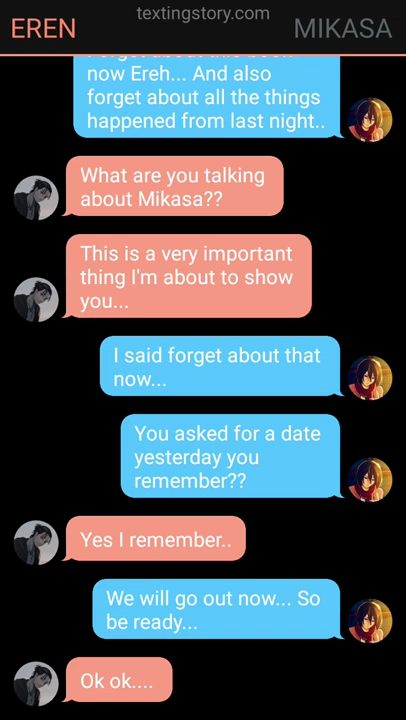 textingstory.com
EREN
MIKASA
now Ereh... And also
forget about all the things
happened from last night..
What are you talking
about Mikasa??
This is a very important
thing I'm about to show
you...
I said forget about that
now...
You asked for a date
yesterday you
remember??
Yes I remember..
We will go out now... So
be ready...
Ok ok....